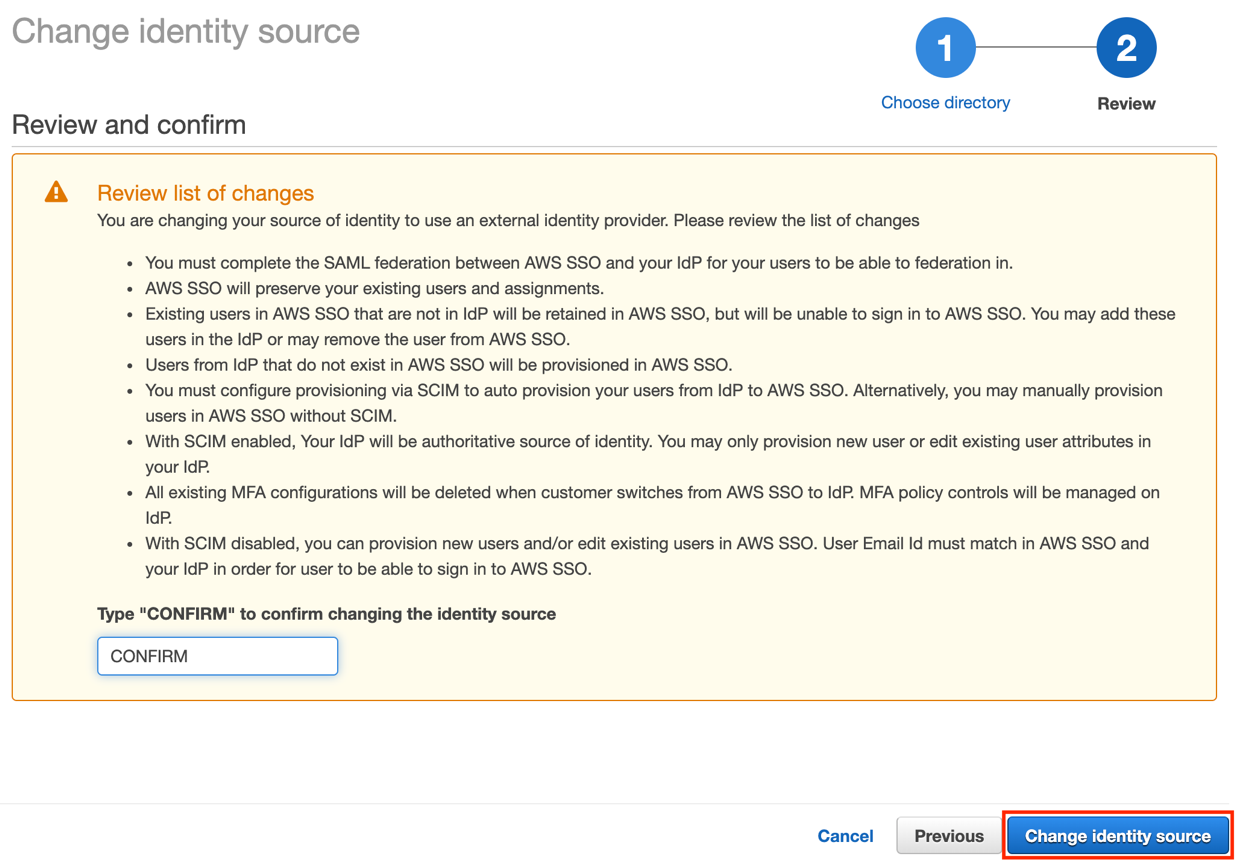 Change identity source
1
2
Choose directory
Review
Review and confirm
Review list of changes
You are changing your source of identity to use an external identity provider. Please review the list of changes
• You must complete the SAML federation between AWS SSO and your IdP for your users to be able to federation in.
• AWS SSO will preserve your existing users and assignments.
• Existing users in AWS SSO that are not in IdP will be retained in AWS SSO, but will be unable to sign in to AWS SSO. You may add these
users in the IdP or may remove the user from AWS SSO.
• Users from IdP that do not exist in AWS SSO will be provisioned in AWS SSO.
• You must configure provisioning via SCIM to auto provision your users from IdP to AWS SSO. Alternatively, you may manually provision
users in AWS SSO without SCIM.
• With SCIM enabled, Your IdP will be authoritative source of identity. You may only provision new user or edit existing user attributes in
your IdP.
• All existing MFA configurations will be deleted when customer switches from AWS SSO to IdP. MFA policy controls will be managed on
IdP.
• With SCIM disabled, you can provision new users and/or edit existing users in AWS SSO. User Email Id must match in AWS SSO and
your IdP in order for user to be able to sign in to AWS SSO.
Type "CONFIRM" to confirm changing the identity source
CONFIRM
Cancel
Previous
Change identity source